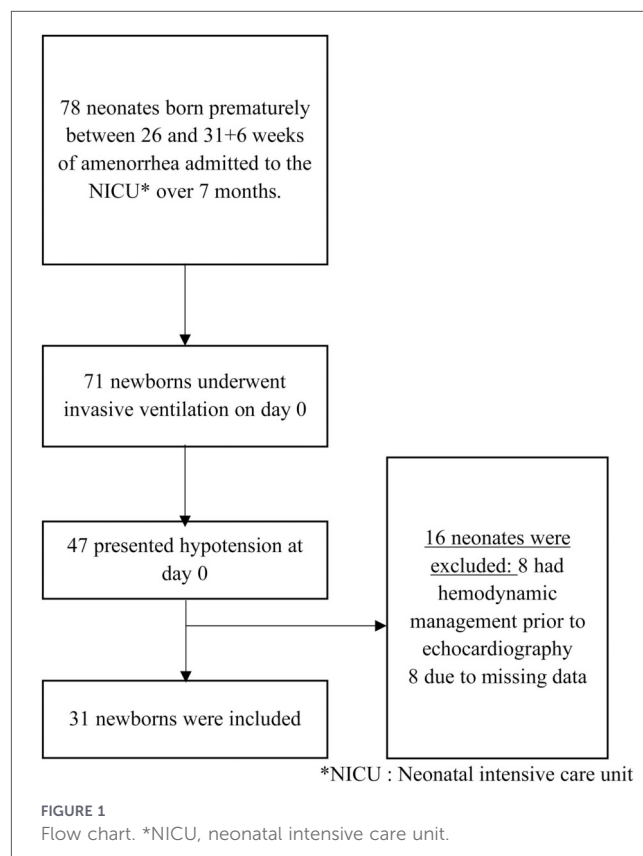 78 neonates born prematurely
between 26 and 31+6 weeks
of amenorrhea admitted to the
NICU* over 7 months.
71 newborns underwent
invasive ventilation on day 0
47 presented hypotension at
day 0
16 neonates were
excluded: 8 had
hemodynamic
management prior to
echocardiography
8 due to missing data
31 newborns were included
*NICU : Neonatal intensive care unit
FIGURE 1
Flow chart. *NICU, neonatal intensive care unit.